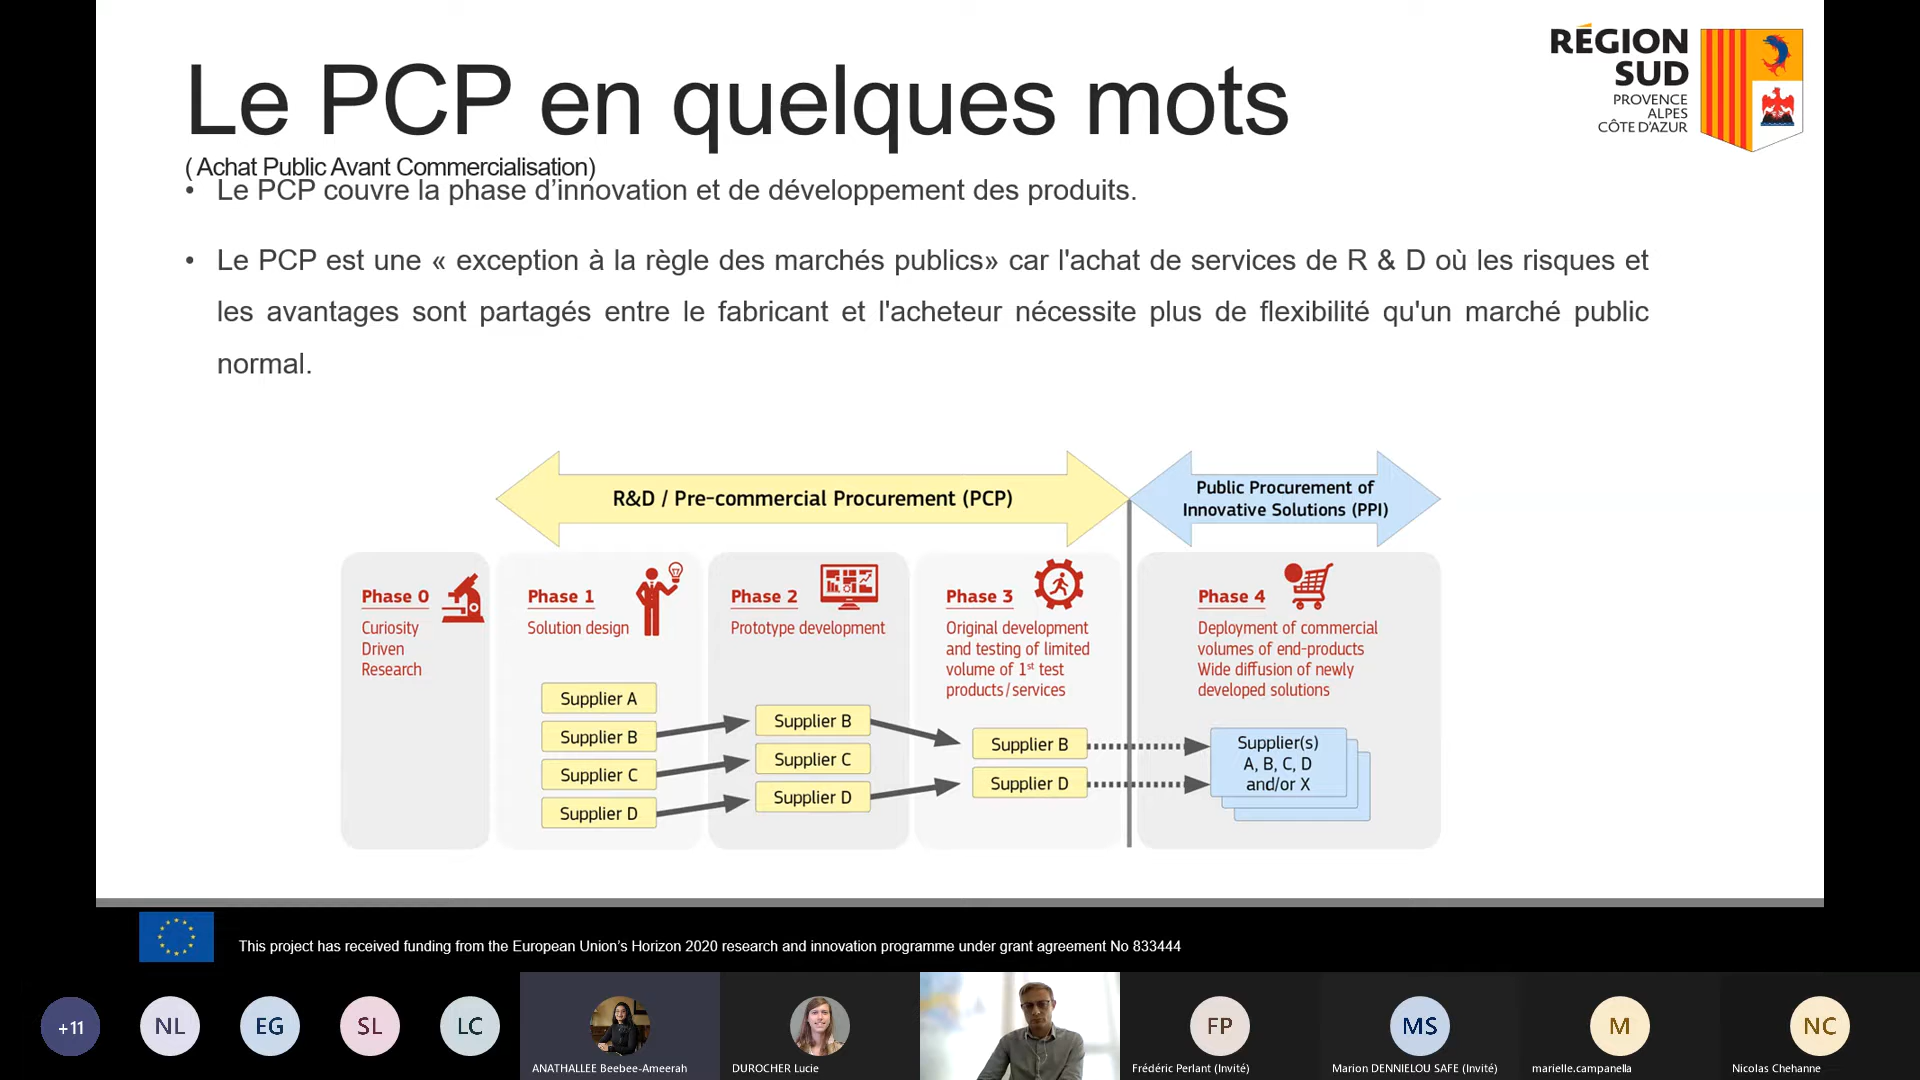 RÉGION
SUD
PROVENCE
ALPES
CÔTE D'AZUR
Le PCP en quelques mots
( Achat Public Avant Commercialisation)
• Le PCP couvre la phase d’innovation et de développement des produits.
• Le PCP est une « exception à la règle des marchés publics» car l'achat de services de R & D où les risques et
les avantages sont partagés entre le fabricant et l'acheteur nécessite plus de flexibilité qu'un marché public
normal.
R&D / Pre-commercial Procurement (PCP)
Public Procurement of
Innovative Solutions (PPI)
Phase 0
Curiosity
Driven
Research
Phase 1
Solution design
Supplier A
Supplier B
Supplier C
Supplier D
Phase 2
Prototype development
Supplier B
Supplier C
Supplier D
Phase 3
Original development
and testing of limited
volume of 1st test
products/services
Supplier B
Supplier D
Phase 4
Deployment of commercial
volumes of end-products
Wide diffusion of newly
developed solutions
Supplier(s)
A, B, C, D
and/or X
This project has received funding from the European Union’s Horizon 2020 research and innovation programme under grant agreement No 833444
+11
NL
EG
SL
LC
ANATHALLEE Beebee-Ameerah
DUROCHER Lucie
FP
Frédéric Perlant (Invité)
MS
Marion DENNIELOU SAFE (Invité)
M
marielle.campanella
NC
Nicolas Chehanne